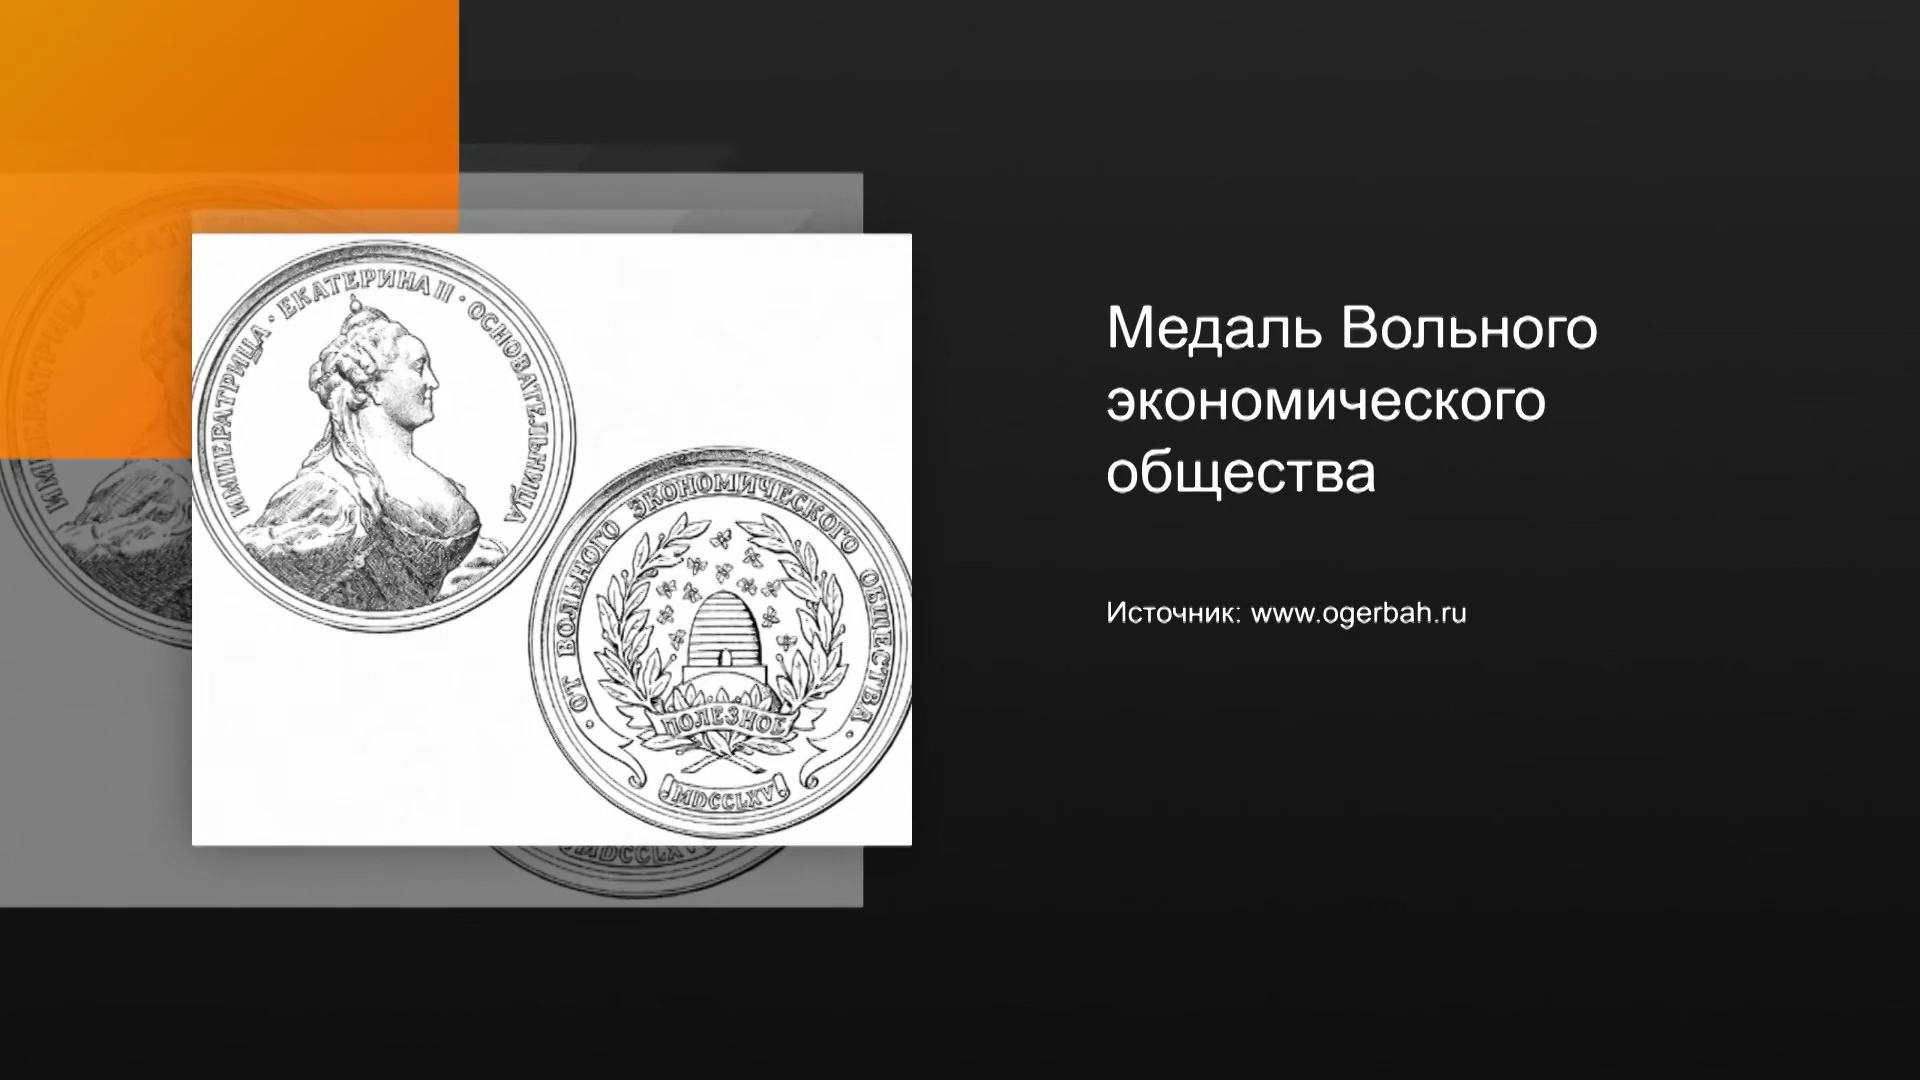 ИМПЕРАТРИЦА · ЕКАТЕРИНА II · ОСНОВАТЕЛЬНИЦА
· ОТ ВОЛЬНОГО ЭКОНОМИЧЕСКОГО ОБЩЕСТВА ·
ПОЛЕЗНОЕ
MDCCLXV
Медаль Вольного
экономического
общества
Источник: www.ogerbah.ru